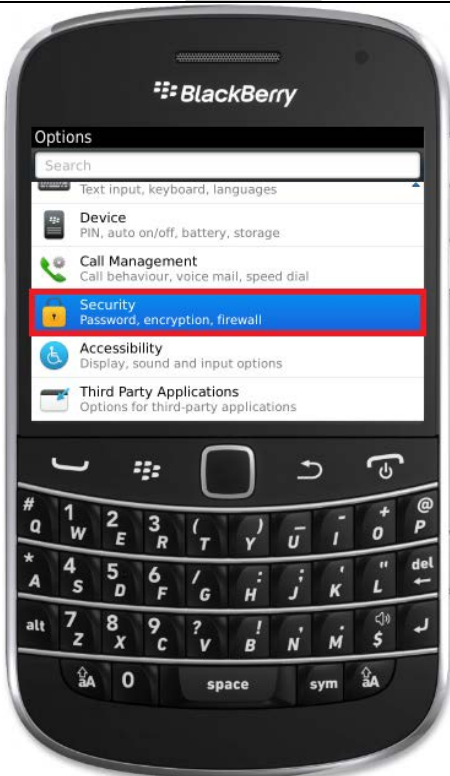 BlackBerry
Options
Search
Text input, keyboard, languages
Device
PIN, auto on/off, battery, storage
Call Management
Call behaviour, voice mail, speed dial
Security
Password, encryption, firewall
Accessibility
Display, sound and input options
Third Party Applications
Options for third-party applications
# 1 2 3 ( ) _ - + @
Q W E R T Y U I O P
* 4 5 6 / : ; ' " del
A S D F G H J K L
alt 7 8 9 ? ! , .
Z X C V B N M $
aA 0 space sym aA